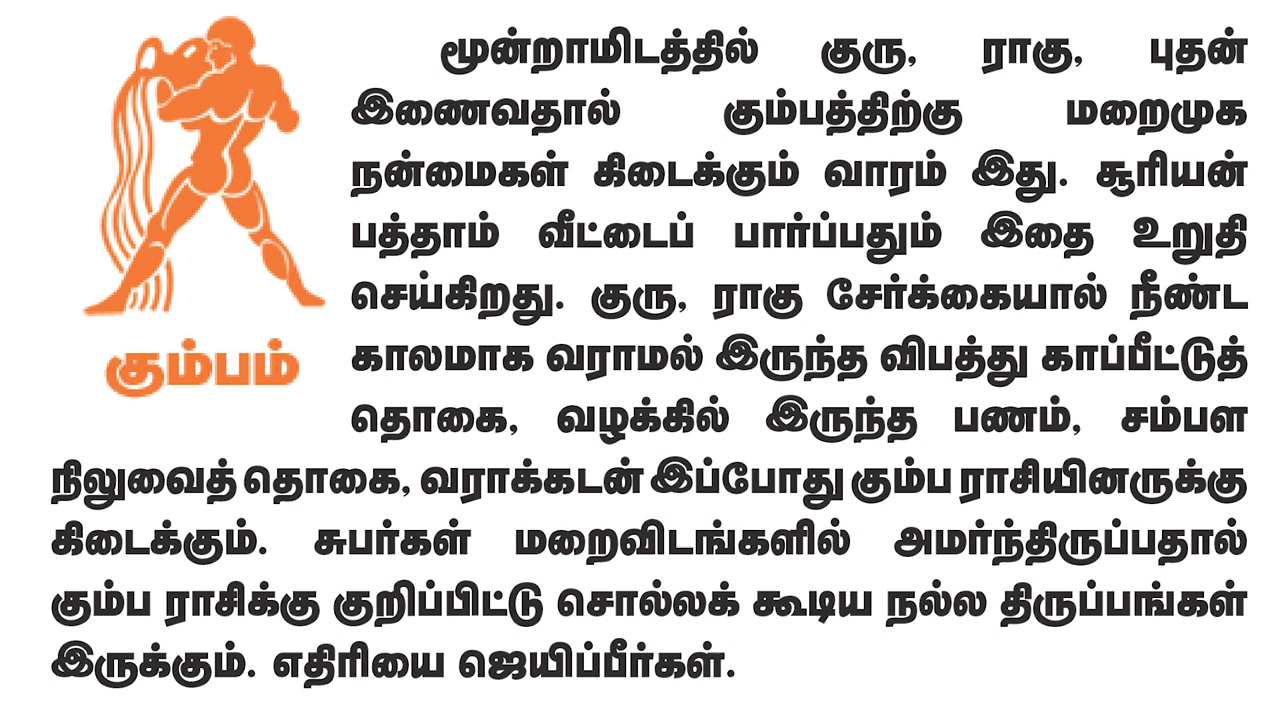 மூன்றாமிடத்தில் குரு, ராகு, புதன்
இணைவதால் கும்பத்திற்கு மறைமுக
நன்மைகள் கிடைக்கும் வாரம் இது. சூரியன்
பத்தாம் வீட்டைப் பார்ப்பதும் இதை உறுதி
செய்கிறது. குரு, ராகு சேர்க்கையால் நீண்ட
காலமாக வராமல் இருந்த விபத்து காப்பீட்டுத்
தொகை, வழக்கில் இருந்த பணம், சம்பள
நிலுவைத் தொகை, வராக்கடன் இப்போது கும்ப ராசியினருக்கு
கிடைக்கும். சுபர்கள் மறைவிடங்களில் அமர்ந்திருப்பதால்
கும்ப ராசிக்கு குறிப்பிட்டு சொல்லக் கூடிய நல்ல திருப்பங்கள்
இருக்கும். எதிரியை ஜெயிப்பீர்கள்.
கும்பம்